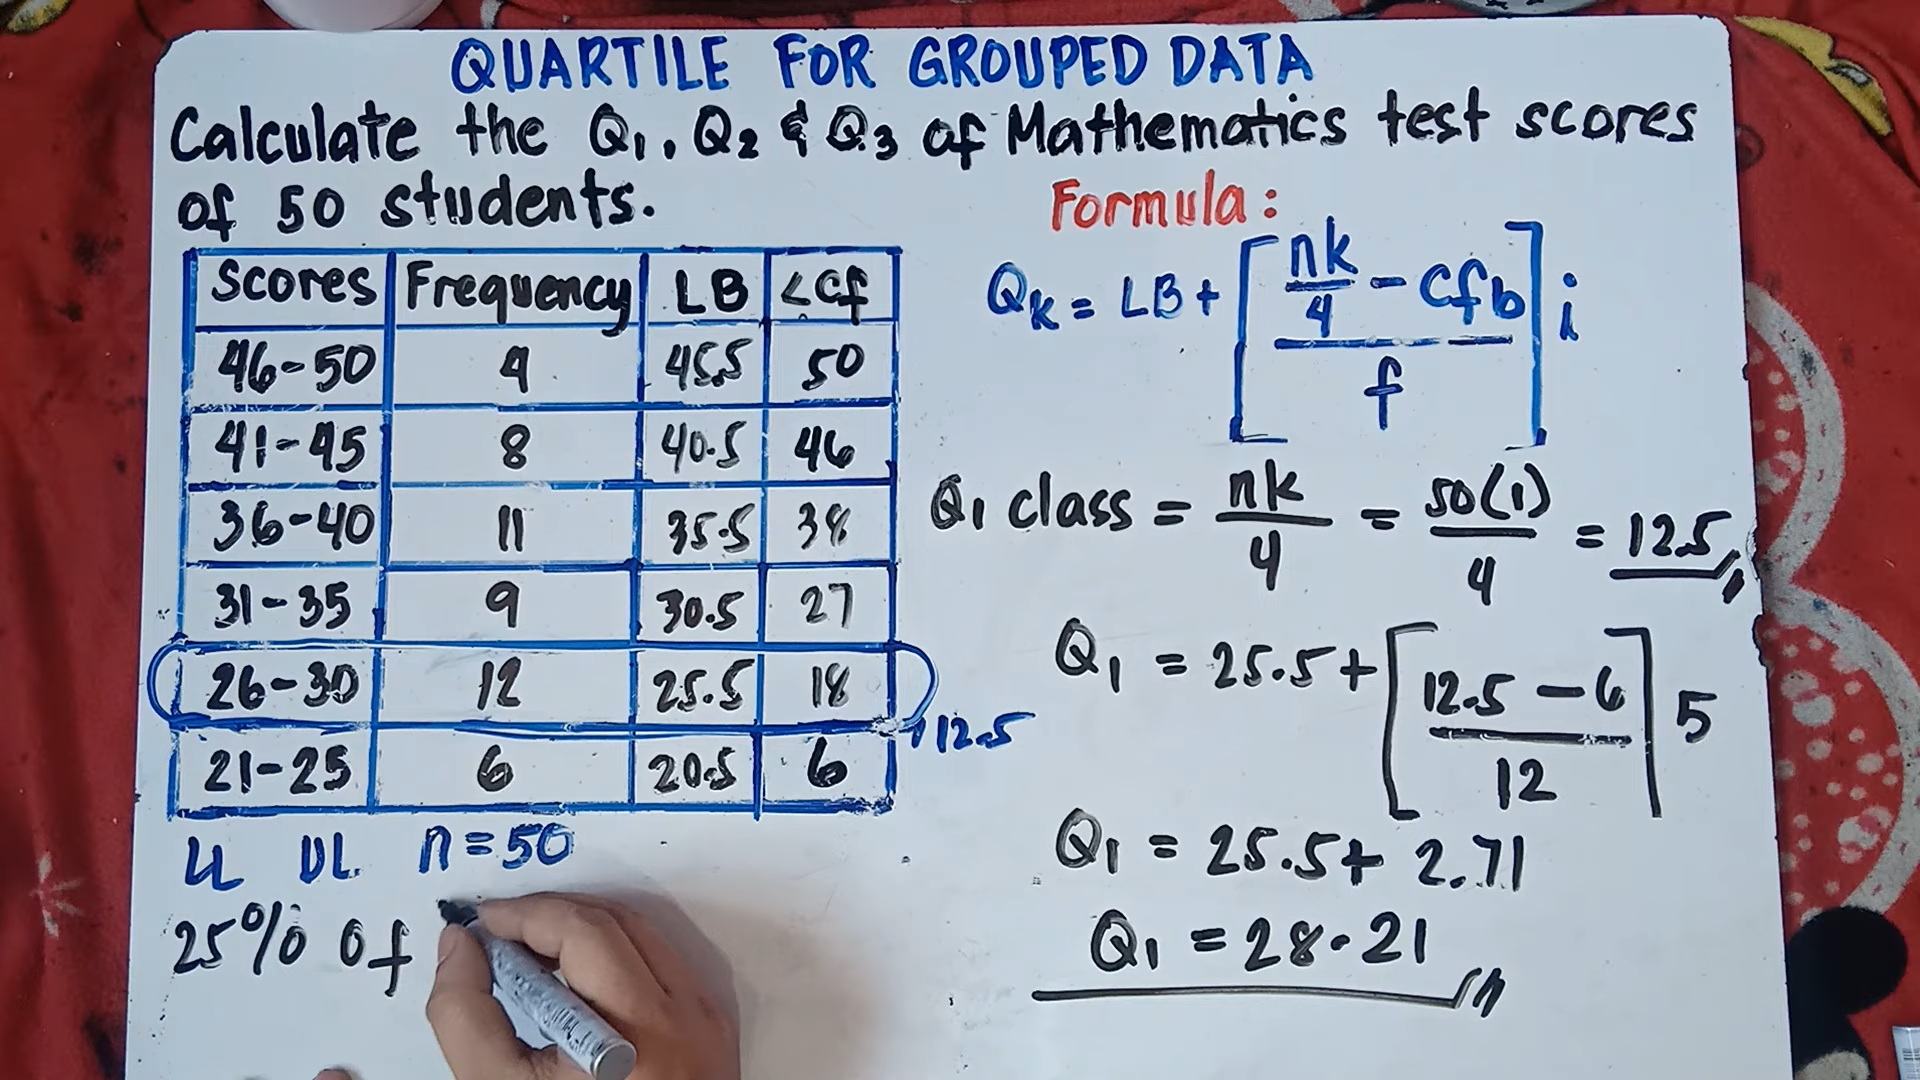 QUARTILE FOR GROUPED DATA
Calculate the Q1, Q2 & Q3 of Mathematics test scores
of 50 students.
Scores Frequency LB <cf
46-50 4 45.5 50
41-45 8 40.5 46
36-40 11 35.5 38
31-35 9 30.5 27
26-30 12 25.5 18
12.5
21-25 6 20.5 6
n=50
25% of
Formula:
Qk = LB + [nk/4 - cfb / f] i
Q1 class = nk/4 = 50(1)/4 = 12.5
Q1 = 25.5 + [12.5 - 6 / 12] 5
Q1 = 25.5 + 2.71
Q1 = 28.21